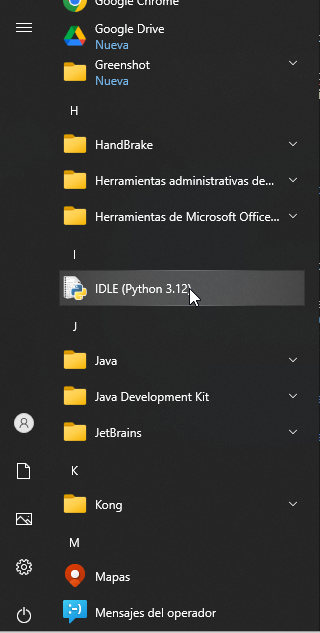 Google Chrome
Google Drive
Nueva
Greenshot
Nueva
H
HandBrake
Herramientas administrativas de...
Herramientas de Microsoft Office...
I
IDLE (Python 3.12)
J
Java
Java Development Kit
JetBrains
K
Kong
M
Mapas
Mensajes del operador